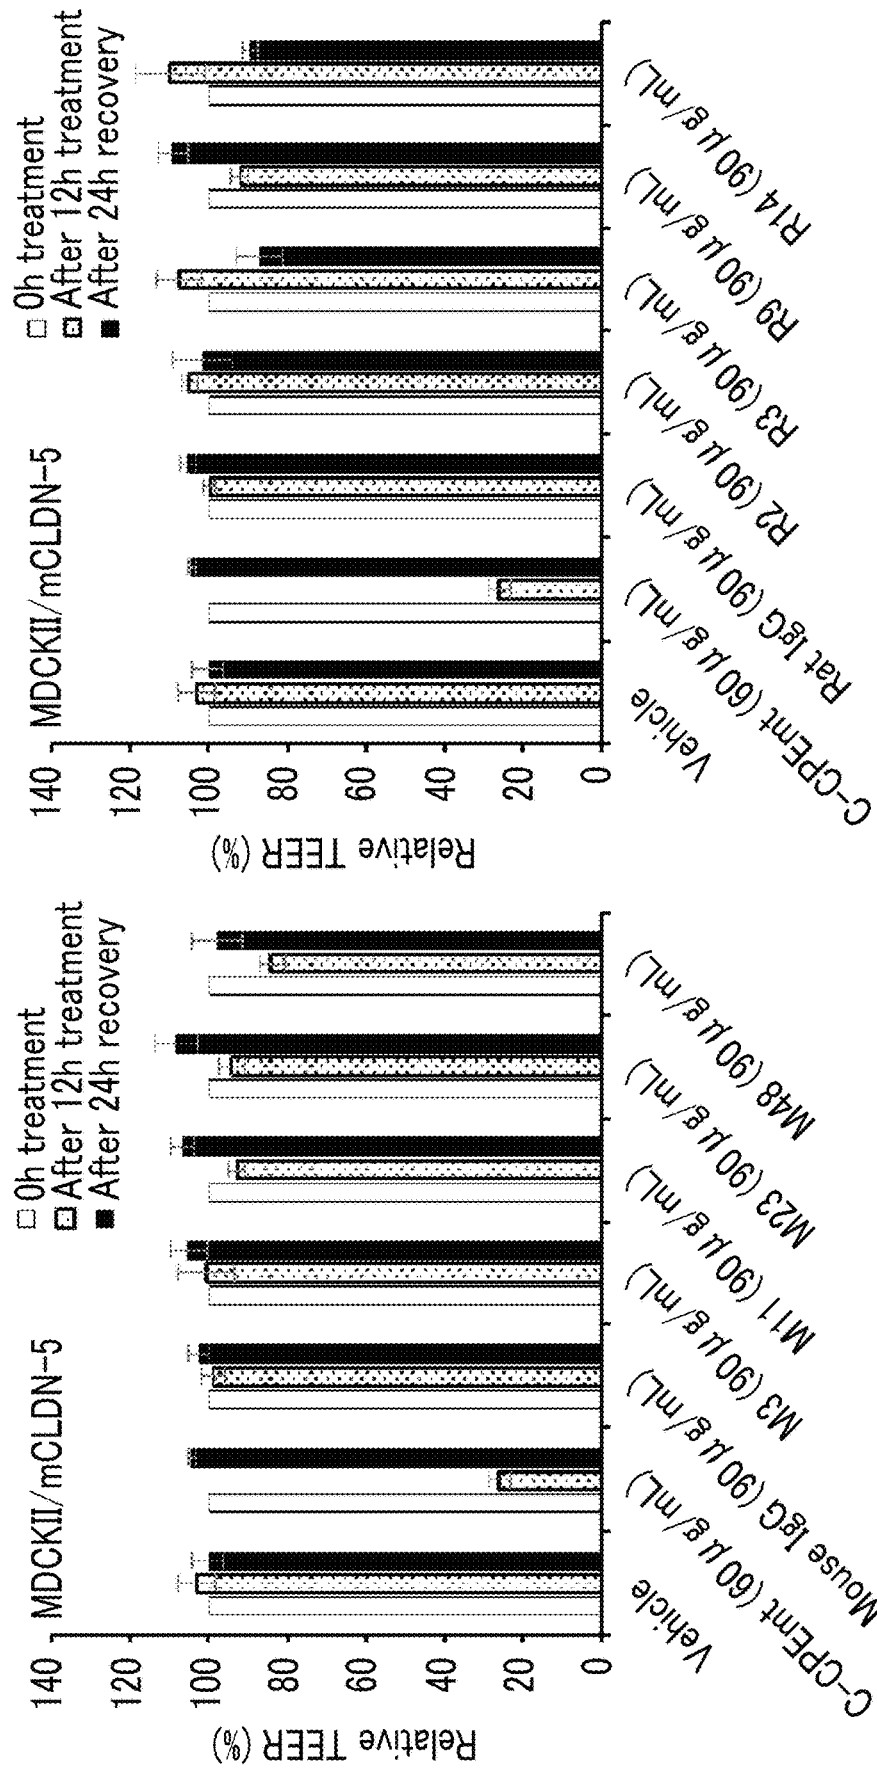 MDCKII/mCLDN-5
0h treatment
After 12h treatment
After 24h recovery
Relative TEER (%)
140
120
100
80
60
40
20
0
Vehicle
C-CPEmt (60 μg/mL)
Mouse IgG (90 μg/mL)
M3 (90 μg/mL)
M11 (90 μg/mL)
M23 (90 μg/mL)
M48 (90 μg/mL)
MDCKII/mCLDN-5
0h treatment
After 12h treatment
After 24h recovery
Relative TEER (%)
140
120
100
80
60
40
20
0
Vehicle
C-CPEmt (60 μg/mL)
Rat IgG (90 μg/mL)
R2 (90 μg/mL)
R3 (90 μg/mL)
R9 (90 μg/mL)
R14 (90 μg/mL)